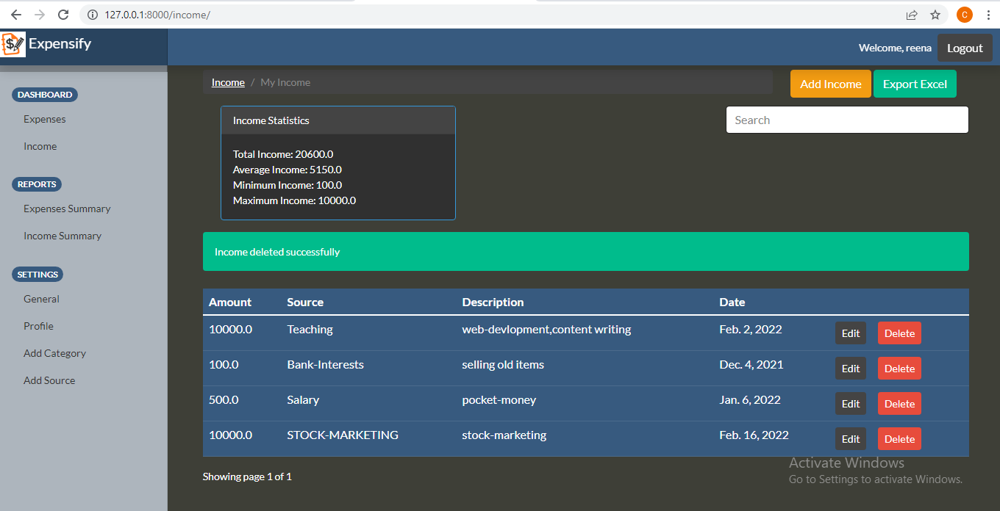 127.0.0.1:8000/income/
C
Expensify
Welcome, reena
Logout
DASHBOARD
Expenses
Income
REPORTS
Expenses Summary
Income Summary
SETTINGS
General
Profile
Add Category
Add Source
Income / My Income
Add Income
Export Excel
Income Statistics
Total Income: 20600.0
Average Income: 5150.0
Minimum Income: 100.0
Maximum Income: 10000.0
Search
Income deleted successfully
Amount Source Description Date
10000.0 Teaching web-devlopment,content writing Feb. 2, 2022 Edit Delete
100.0 Bank-Interests selling old items Dec. 4, 2021 Edit Delete
500.0 Salary pocket-money Jan. 6, 2022 Edit Delete
10000.0 STOCK-MARKETING stock-marketing Feb. 16, 2022 Edit Delete
Showing page 1 of 1
Activate Windows
Go to Settings to activate Windows.